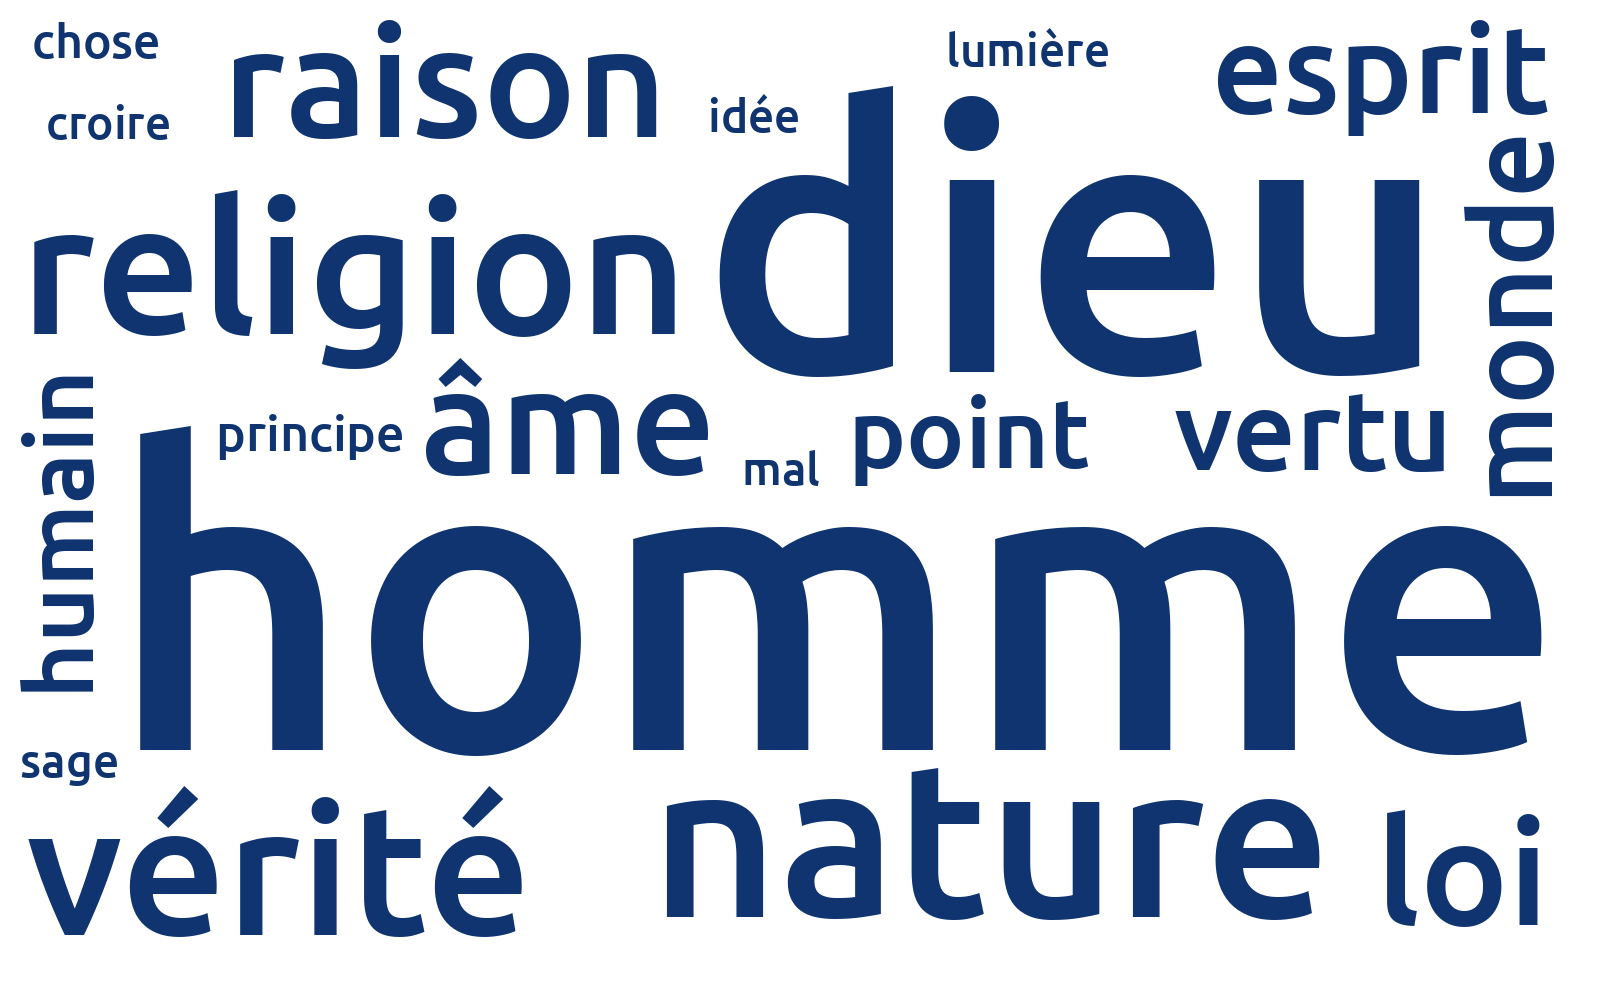 chose
raison
lumière
esprit
croire
idée
dieu
monde
religion
humain
principe
âme
mal
point
vertu
homme
sage
vérité
nature
loi